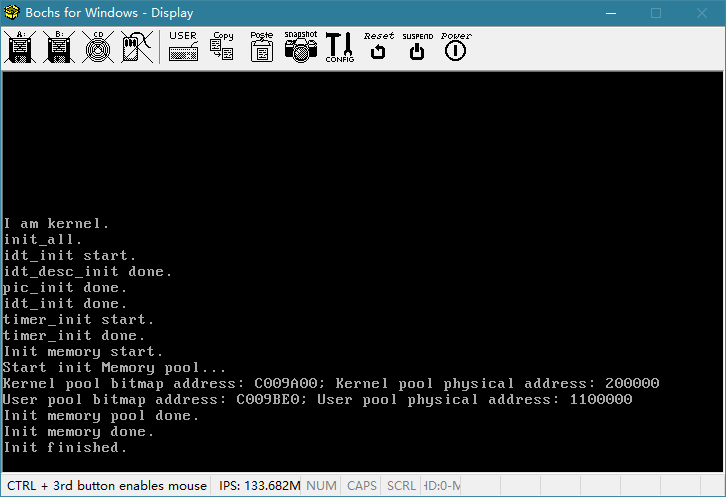 Bochs for Windows - Display
A: B: CD USER Copy Paste Snapshot CONFIG Reset SUSPEND Power
I am kernel.
init_all.
idt_init start.
idt_desc_init done.
pic_init done.
idt_init done.
timer_init start.
timer_init done.
Init memory start.
Start init Memory pool...
Kernel pool bitmap address: C009A00; Kernel pool physical address: 200000
User pool bitmap address: C009BE0; User pool physical address: 1100000
Init memory pool done.
Init memory done.
Init finished.
CTRL + 3rd button enables mouse IPS: 133.682M NUM CAPS SCRL HD:0-M